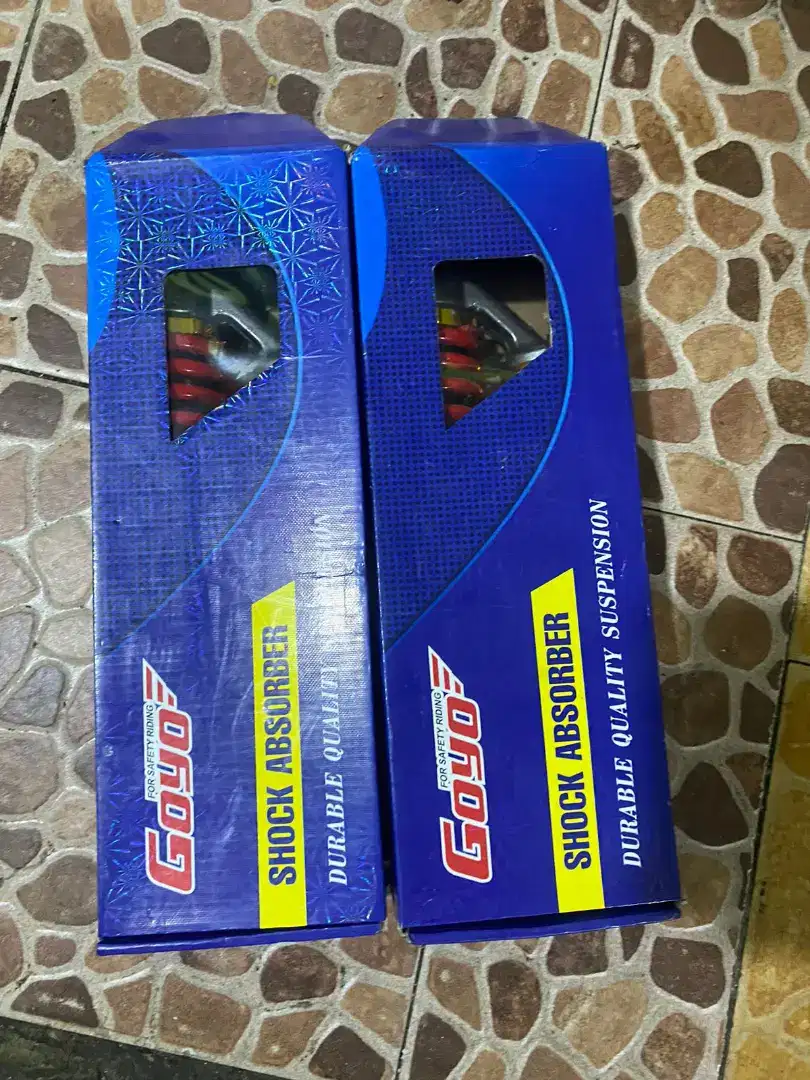 FOR SAFETY RIDING
Goyo
SHOCK ABSORBER
DURABLE QUALITY
FOR SAFETY RIDING
Goyo
SHOCK ABSORBER
DURABLE QUALITY SUSPENSION